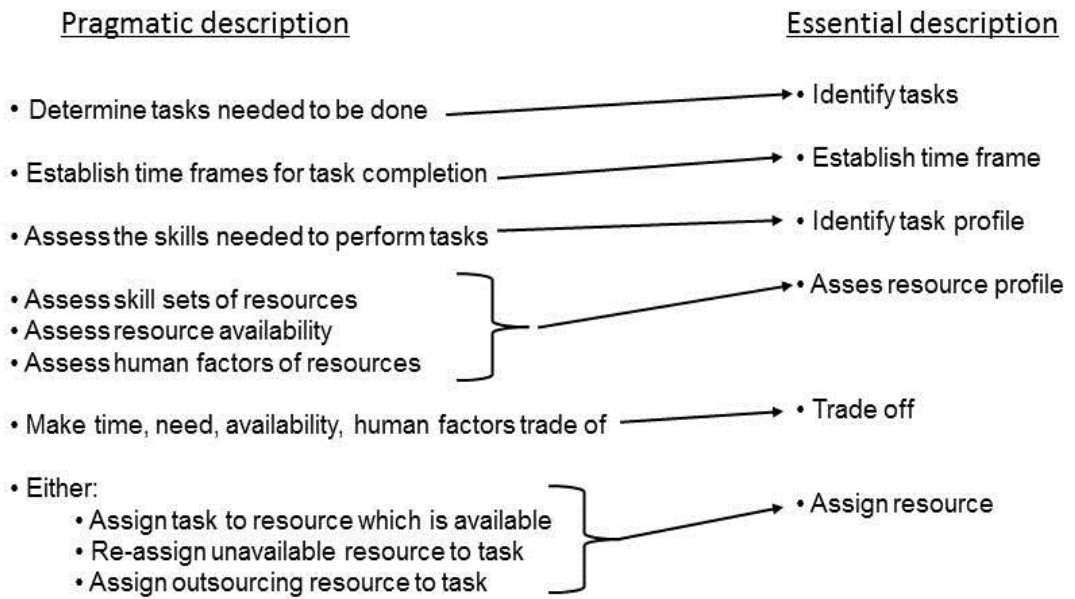 Pragmatic description
Essential description
• Determine tasks needed to be done
• Identify tasks
• Establish time frames for task completion
• Establish time frame
• Assess the skills needed to perform tasks
• Identify task profile
• Assess skill sets of resources
• Assess resource availability
• Assess human factors of resources
• Asses resource profile
• Make time, need, availability, human factors trade of
• Trade off
• Either:
• Assign task to resource which is available
• Re-assign unavailable resource to task
• Assign outsourcing resource to task
• Assign resource